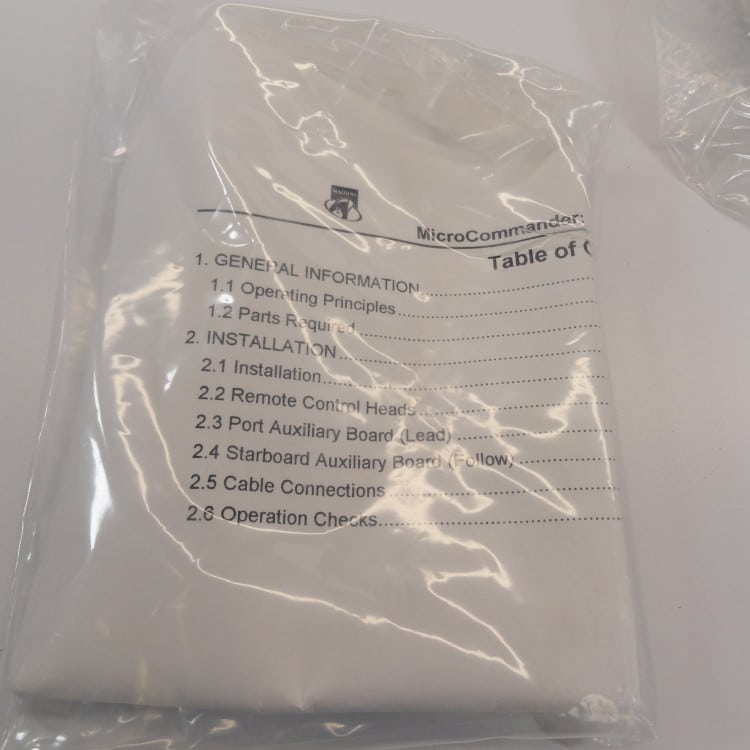 MicroCommander:
Table of
1. GENERAL INFORMATION
1.1 Operating Principles
1.2 Parts Required
2. INSTALLATION
2.1 Installation
2.2 Remote Control Heads
2.3 Port Auxiliary Board (Lead)
2.4 Starboard Auxiliary Board (Follow)
2.5 Cable Connections
2.6 Operation Checks